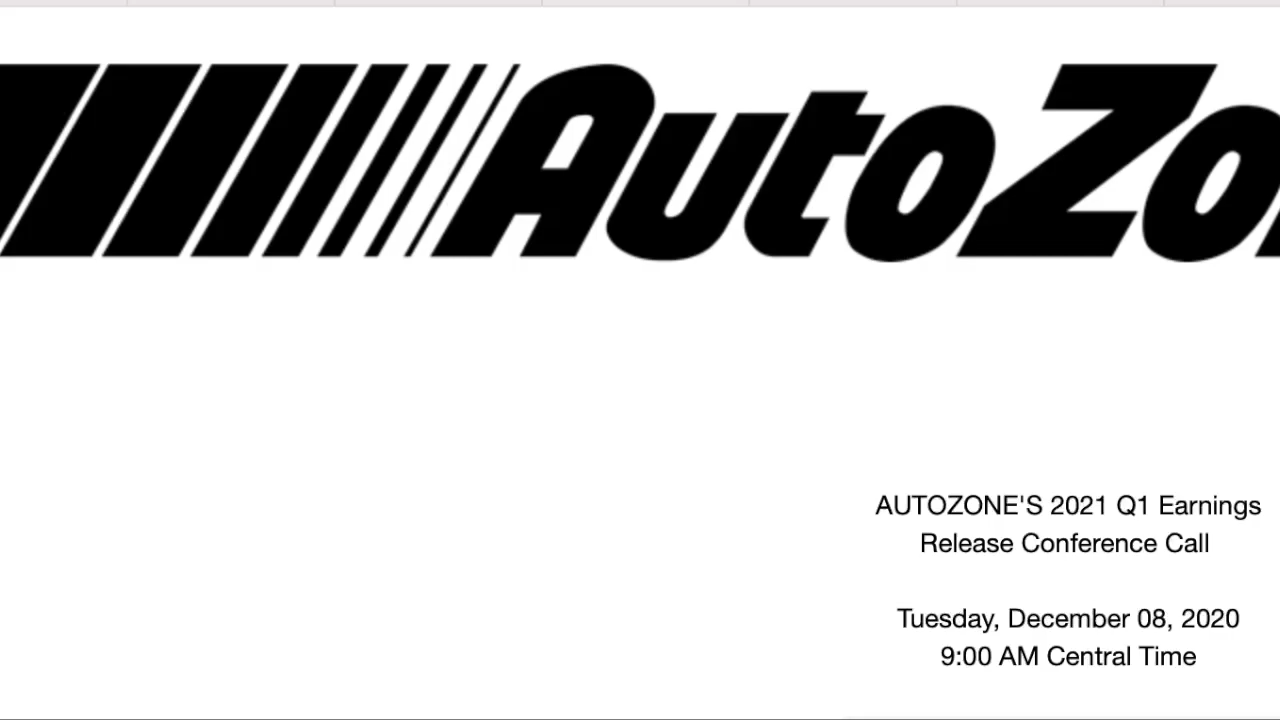 AutoZo
AUTOZONE'S 2021 Q1 Earnings
Release Conference Call
Tuesday, December 08, 2020
9:00 AM Central Time